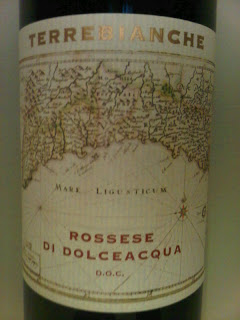 TERREBIANCHE
MARE LIGUSTICUM
ROSSESE
DI DOLCEACQUA
D.O.C.